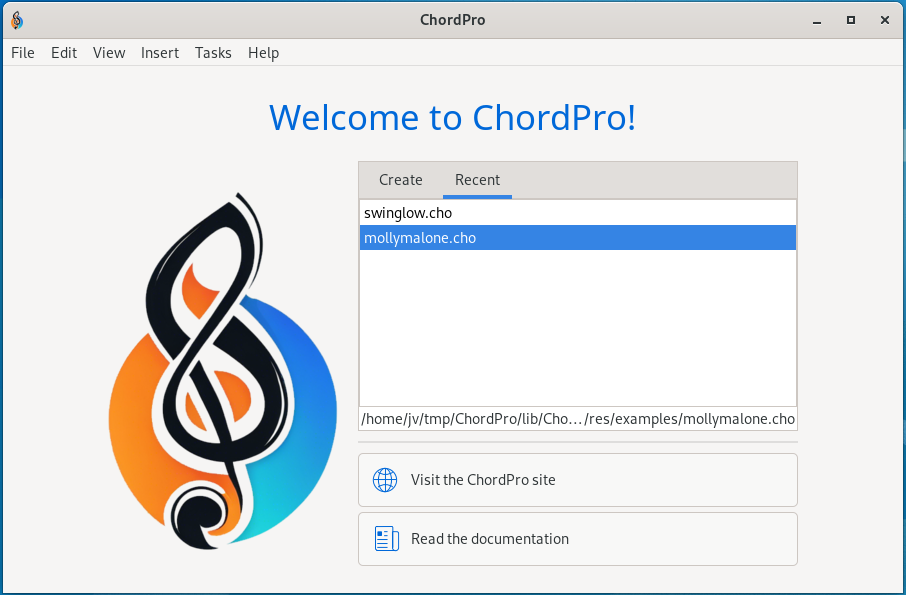 ChordPro
File Edit View Insert Tasks Help
Welcome to ChordPro!
Create Recent
swinglow.cho
mollymalone.cho
/home/jv/tmp/ChordPro/lib/Cho…/res/examples/mollymalone.cho
Visit the ChordPro site
Read the documentation